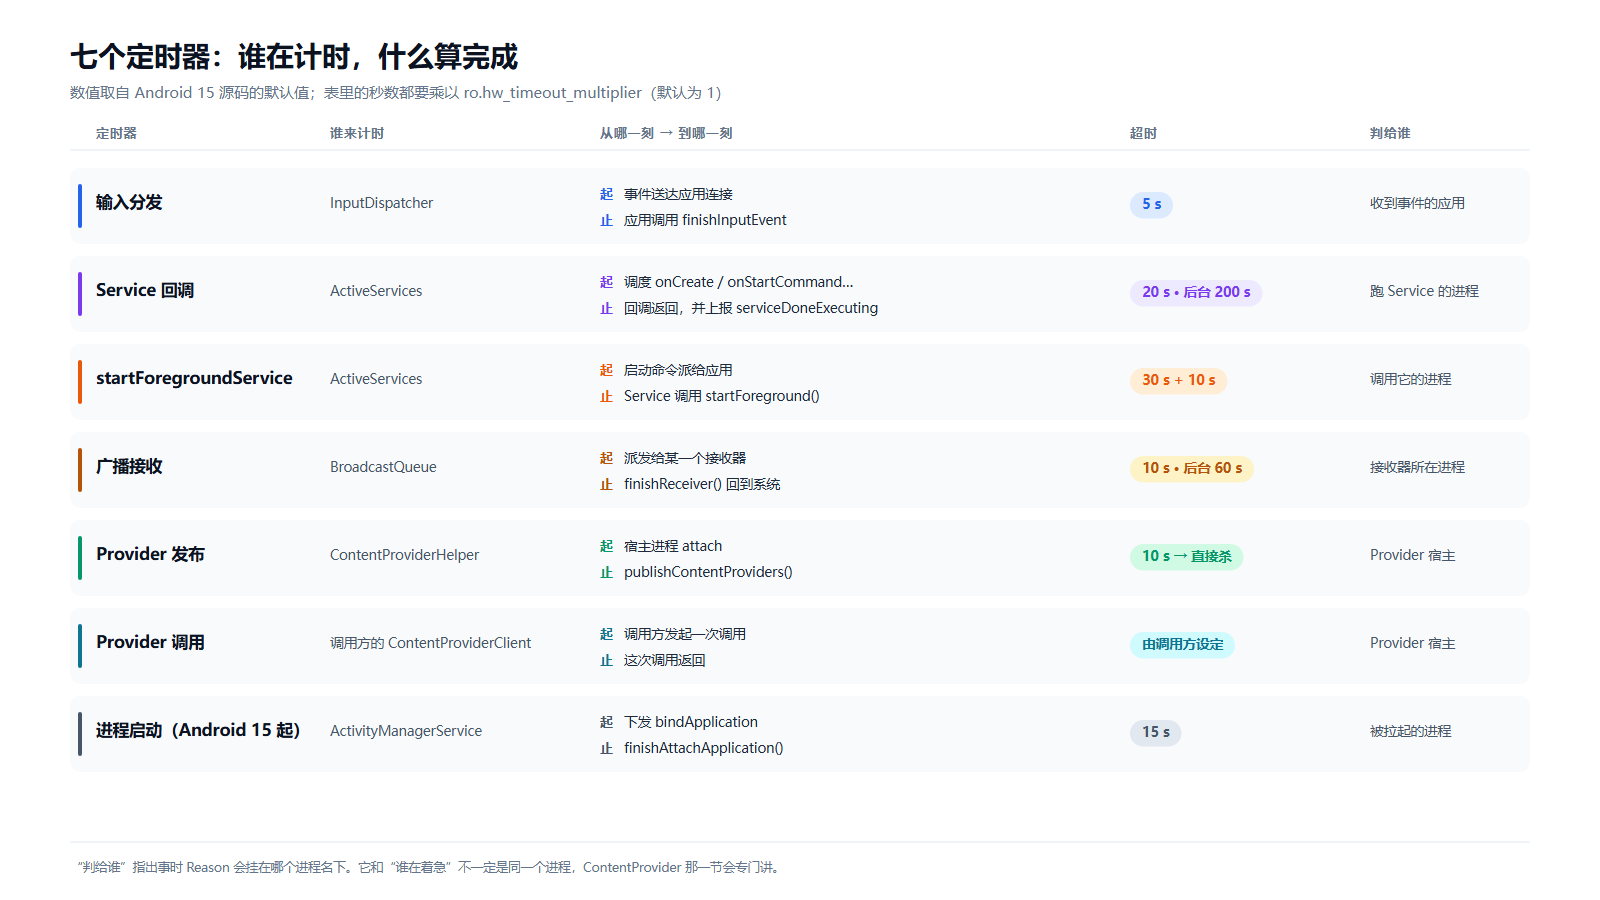 七个定时器：谁在计时，什么算完成
数值取自 Android 15 源码的默认值；表里的秒数都要乘以 ro.hw_timeout_multiplier（默认为 1）
定时器 谁来计时 从哪一刻 → 到哪一刻 超时 判给谁
输入分发 InputDispatcher 5 s 收到事件的应用
起 事件送达应用连接
止 应用调用 finishInputEvent
Service 回调 ActiveServices 20 s • 后台 200 s 跑 Service 的进程
起 调度 onCreate / onStartCommand...
止 回调返回，并上报 serviceDoneExecuting
startForegroundService ActiveServices 30 s + 10 s 调用它的进程
起 启动命令派给应用
止 Service 调用 startForeground()
广播接收 BroadcastQueue 10 s • 后台 60 s 接收器所在进程
起 派发给某一个接收器
止 finishReceiver() 回到系统
Provider 发布 ContentProviderHelper 10 s → 直接杀 Provider 宿主
起 宿主进程 attach
止 publishContentProviders()
Provider 调用 调用方的 ContentProviderClient 由调用方设定 Provider 宿主
起 调用方发起一次调用
止 这次调用返回
进程启动（Android 15 起） ActivityManagerService 15 s 被拉起的进程
起 下发 bindApplication
止 finishAttachApplication()
“判给谁”指出事时 Reason 会挂在哪个进程名下。它和“谁在着急”不一定是同一个进程，ContentProvider 那一节会专门讲。